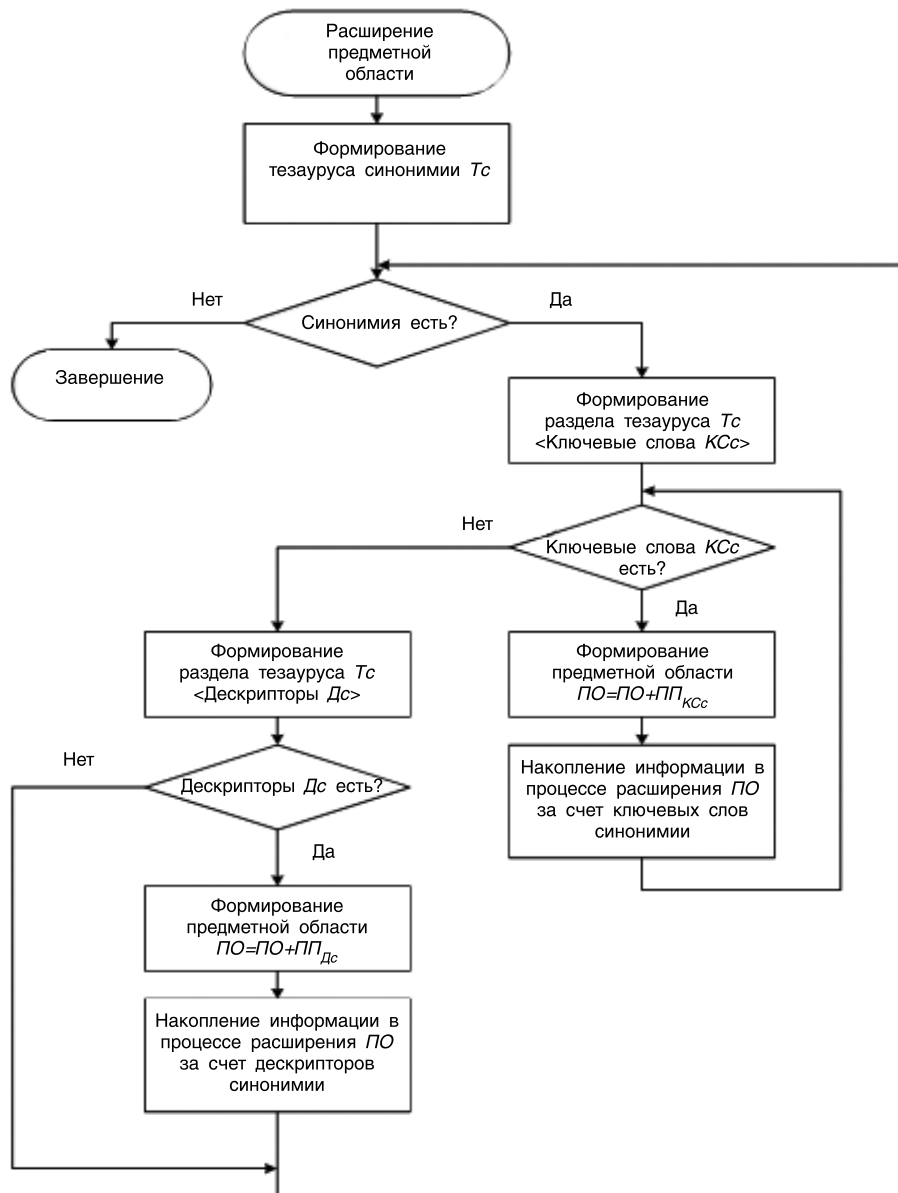 Расширение
предметной
области
Формирование
тезауруса синонимии Тс
Нет
Да
Синонимия есть?
Завершение
Формирование
раздела тезауруса Тс
<Ключевые слова КСс>
Нет
Ключевые слова КСс
есть?
Да
Формирование
раздела тезауруса Тс
<Дескрипторы Дс>
Формирование
предметной области
ПО=ПО+ПП_КСс
Нет
Дескрипторы Дс есть?
Накопление информации в
процессе расширения ПО
за счет ключевых слов
синонимии
Да
Формирование
предметной области
ПО=ПО+ПП_Дс
Накопление информации в
процессе расширения ПО
за счет дескрипторов
синонимии